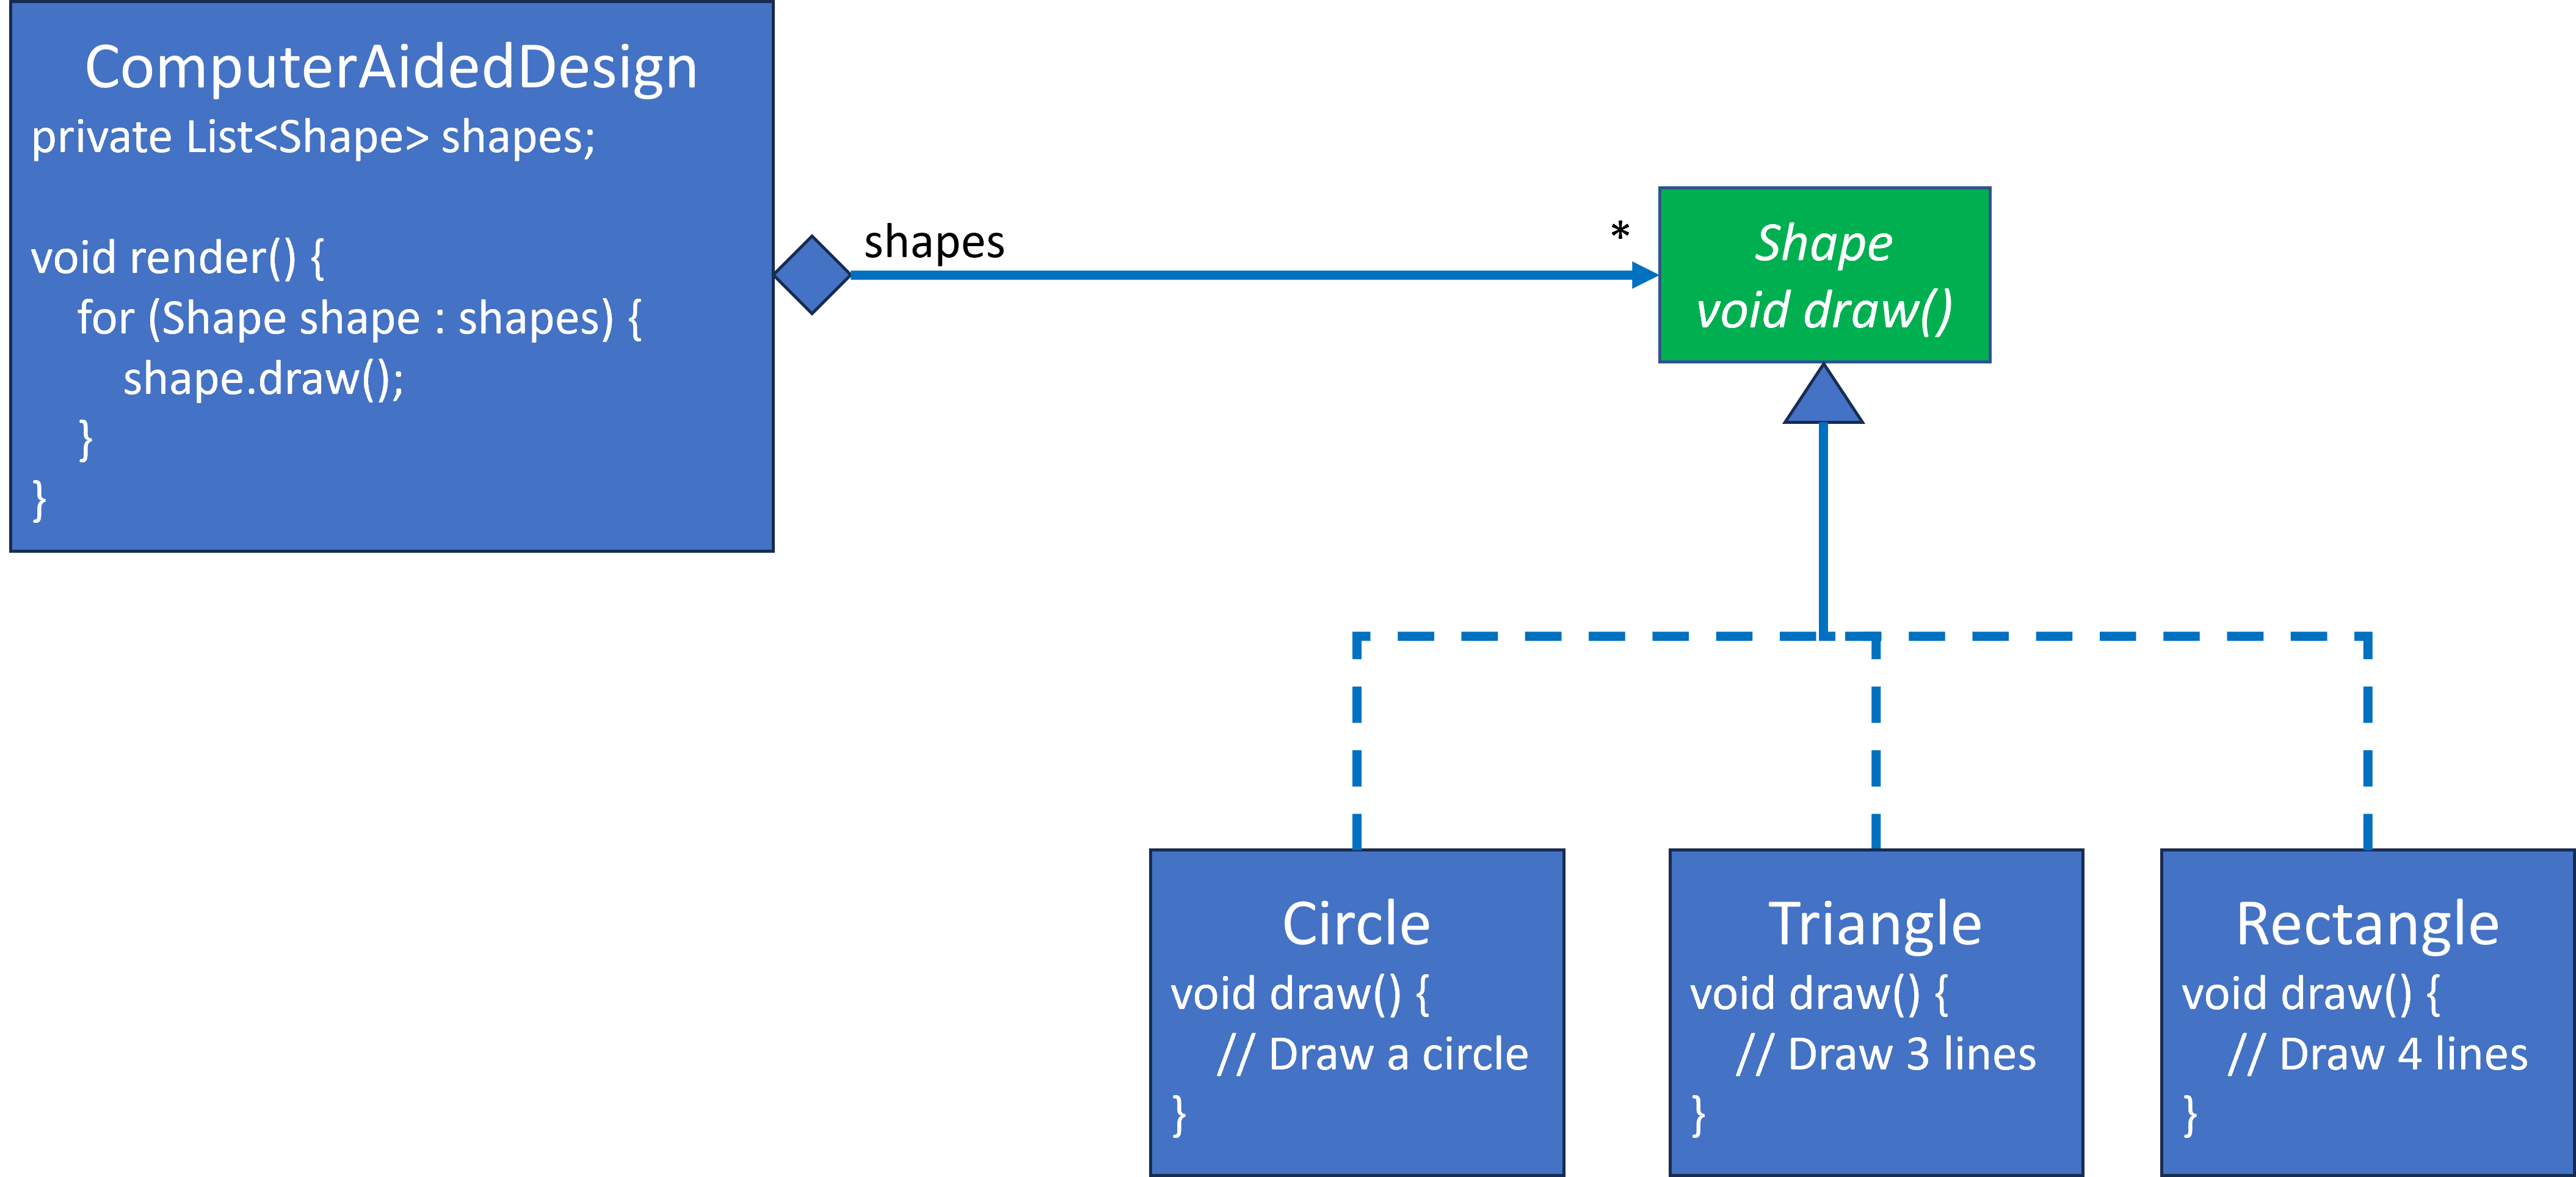 ComputerAidedDesign
private List<Shape> shapes;
void render() {
for (Shape shape : shapes) {
shape.draw();
}
}
shapes
*
Shape
void draw()
Circle
void draw() {
// Draw a circle
}
Triangle
void draw() {
// Draw 3 lines
}
Rectangle
void draw() {
// Draw 4 lines
}